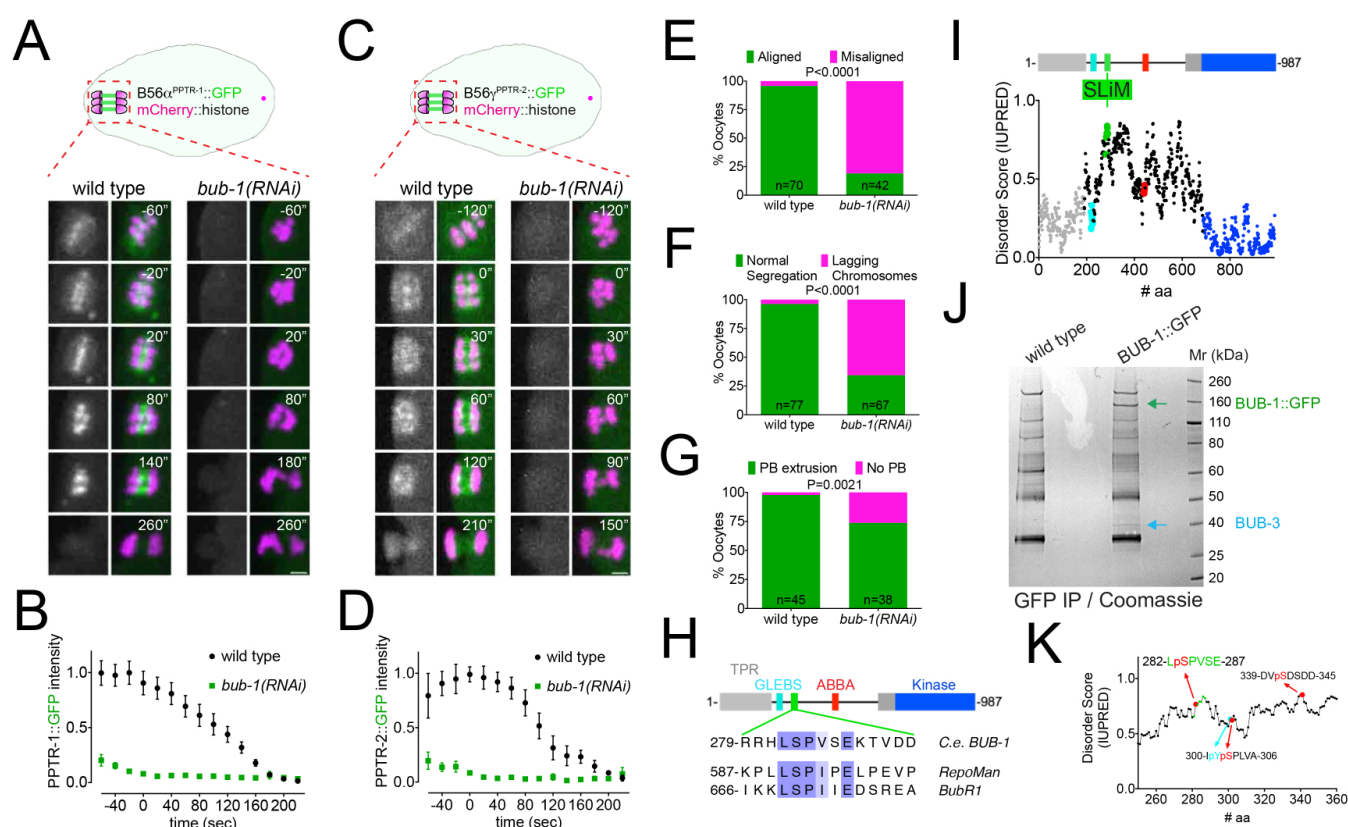 A
B56α^PPTR-1::GFP
mCherry::histone
wild type
bub-1(RNAi)
-60”
-60”
-20”
-20”
20”
20”
80”
80”
140”
180”
260”
260”
B
PPTR-1::GFP intensity
1.0
0.5
0.0
wild type
bub-1(RNAi)
-40 0 40 80 120 160 200
time (sec)
C
B56γ^PPTR-2::GFP
mCherry::histone
wild type
bub-1(RNAi)
-120”
-120”
0”
0”
30”
30”
60”
60”
120”
90”
210”
150”
D
PPTR-2::GFP intensity
1.0
0.5
0.0
wild type
bub-1(RNAi)
-40 0 40 80 120 160 200
time (sec)
E
Aligned Misaligned
P<0.0001
% Oocytes
100
75
50
25
0
n=70 n=42
wild type bub-1(RNAi)
F
Normal Segregation
Lagging Chromosomes
P<0.0001
% Oocytes
100
75
50
25
0
n=77 n=67
wild type bub-1(RNAi)
G
PB extrusion No PB
P=0.0021
% Oocytes
100
75
50
25
0
n=45 n=38
wild type bub-1(RNAi)
H
TPR
GLEBS ABBA Kinase
1- -987
279-RRHLSPVSEKTVDD C.e. BUB-1
587-KPLLSPIPELPEVP RepoMan
666-IKKLSPIIEDSREA BubR1
I
1- -987
SLiM
Disorder Score (IUPRED)
1.0
0.5
0.0
0 200 400 600 800
# aa
J
wild type
BUB-1::GFP
Mr (kDa)
260
160
110
80
60
50
40
25
20
BUB-1::GFP
BUB-3
GFP IP / Coomassie
K
282-LpSPVSE-287
339-DVpSDSDD-345
300-IpYpSPLVA-306
Disorder Score
(IUPRED)
1.0
0.5
0.0
260 280 300 320 340 360
# aa